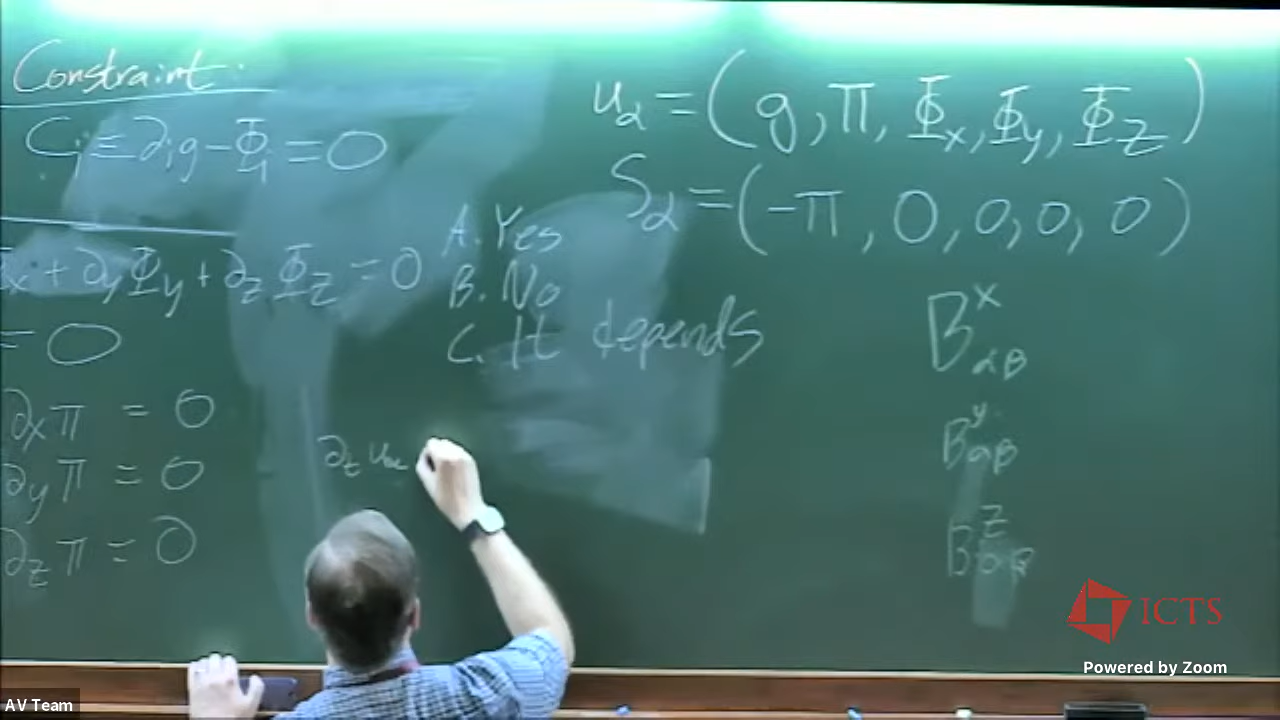 Constraint:
C_i ≡ ∂_i g - Φ_i = 0
Φ_x + ∂_y Φ_y + ∂_z Φ_z = 0
= 0
∂_x π = 0
∂_y π = 0
∂_z π = 0
A. Yes
B. No
C. It depends
∂_t u_α
u_α = (g, π, Φ_x, Φ_y, Φ_z)
S_α = (-π, 0, 0, 0, 0)
B^x_αβ
B^y_αβ
B^z_αβ
ICTS
Powered by Zoom
AV Team